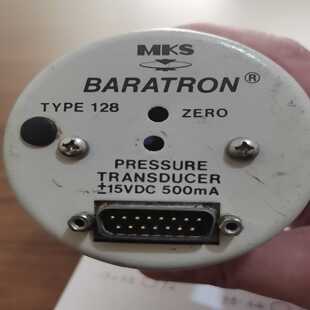 MKS
BARATRON®
TYPE 128
ZERO
PRESSURE
TRANSDUCER
±15VDC 500mA